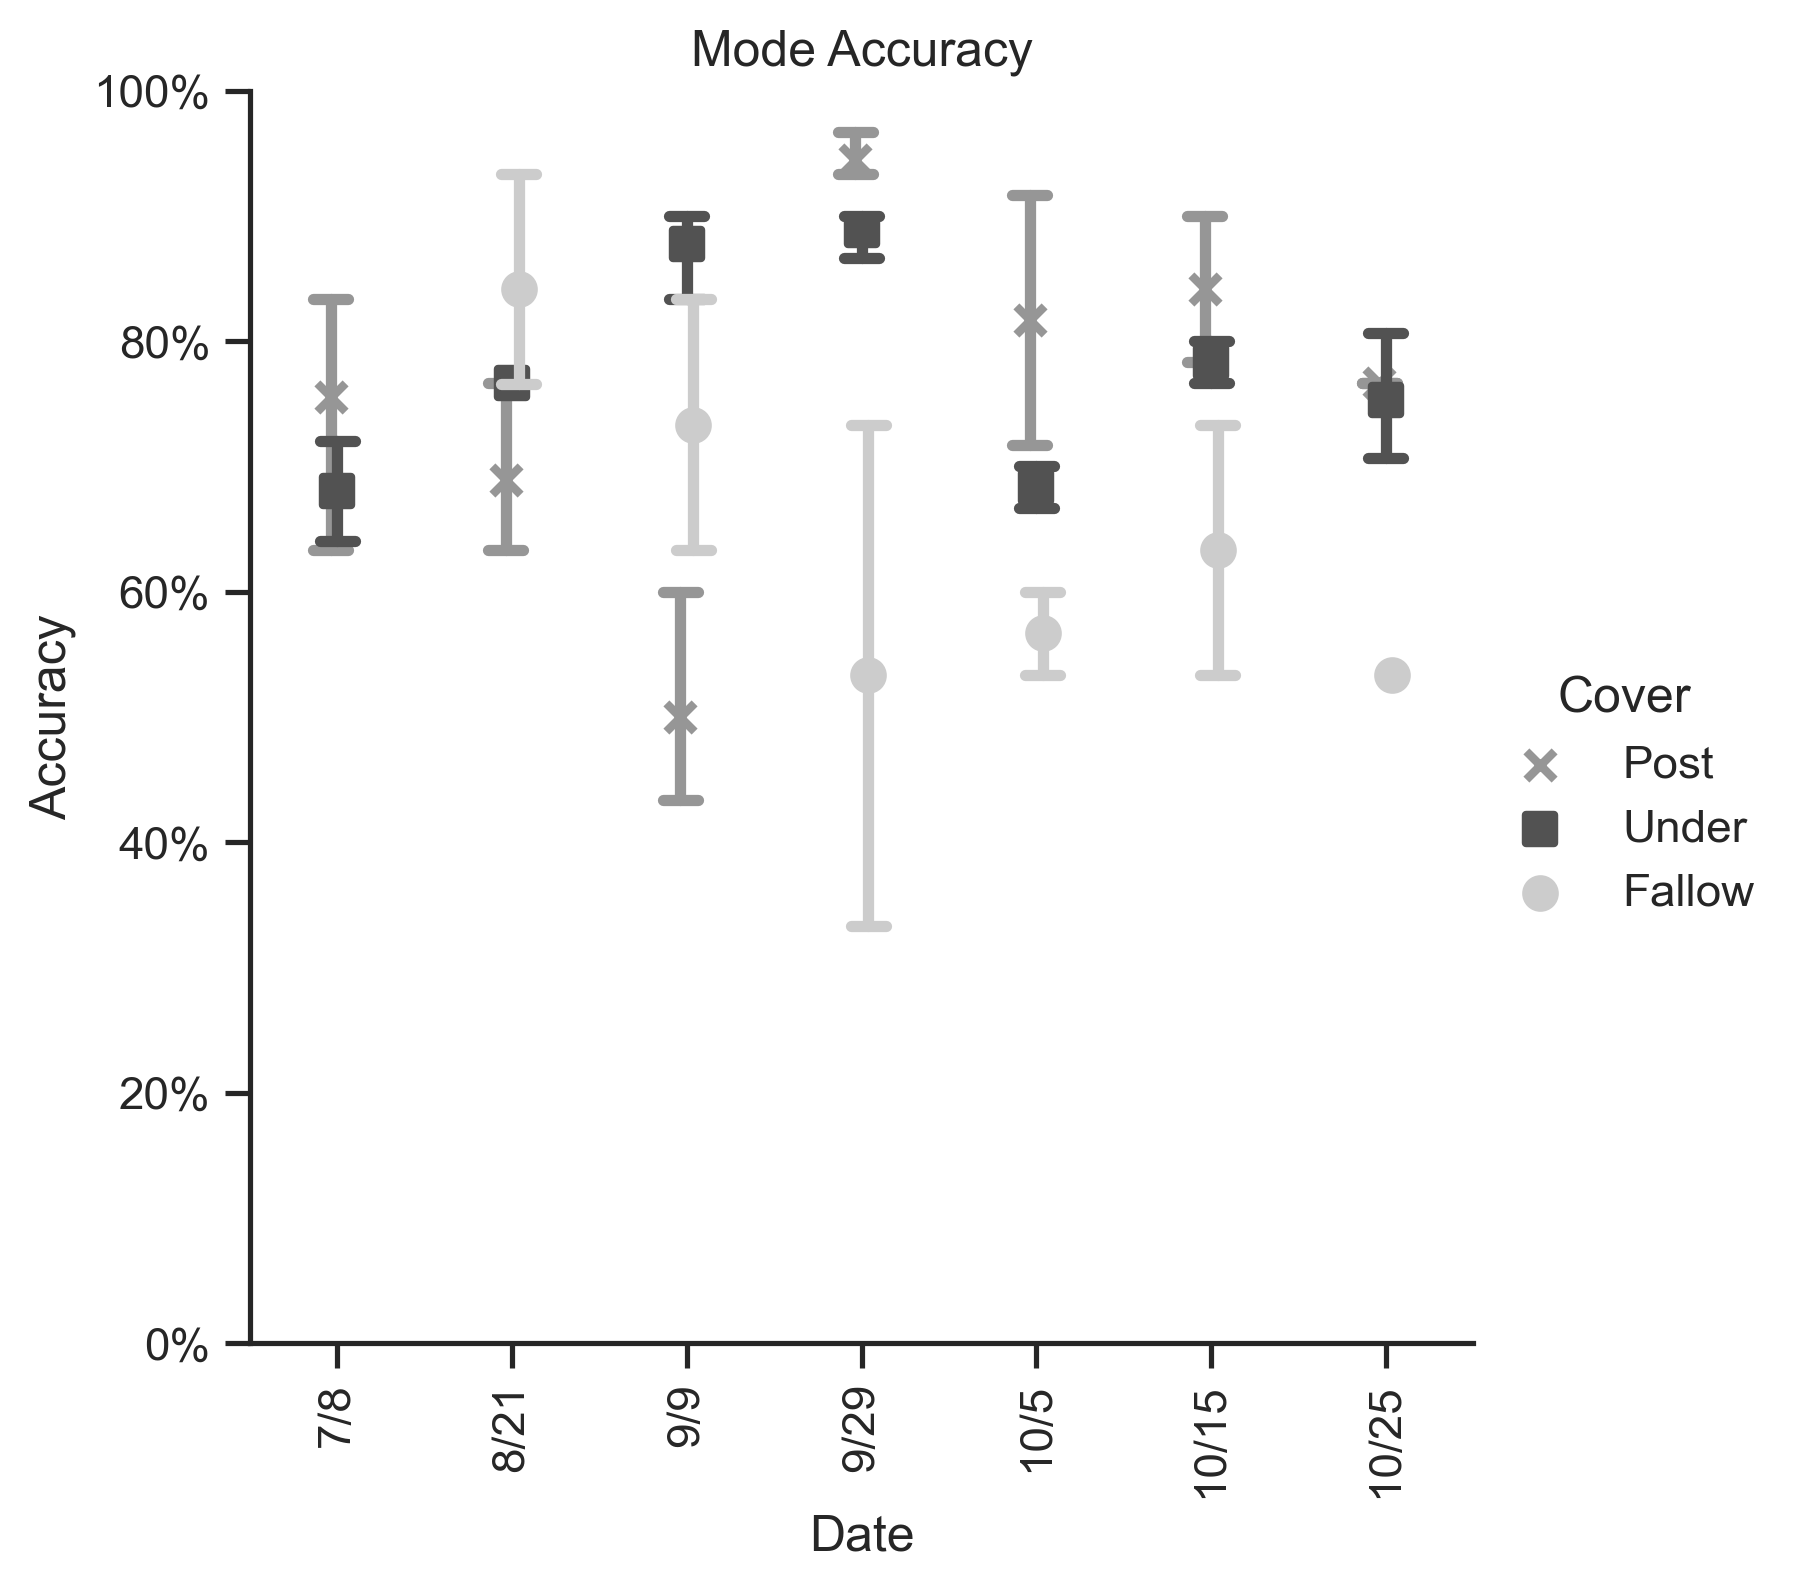 Mode Accuracy
100%
80%
60%
40%
20%
0%
Accuracy
7/8
8/21
9/9
9/29
10/5
10/15
10/25
Date
Cover
Post
Under
Fallow